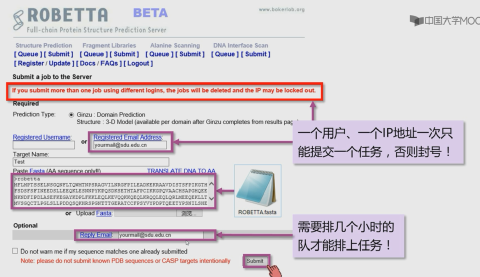 ROBETTA BETA
www.bakerlab.org
中国大学MOO
Full-chain Protein Structure Prediction Server
Structure Prediction Fragment Libraries Alanine Scanning DNA Interface Scan
[ Queue ] [ Submit ] [ Queue ] [ Submit ] [ Queue ] [ Submit ] [ Queue ] [ Submit ]
[ Register / Update ] [ Docs / FAQs ] [ Logout ]
Submit a job to the Server
If you submit more than one job using different logins, the jobs will be deleted and the IP may be locked out.
Required
Prediction Type: Ginzu : Domain Prediction
Structure : 3-D Model (available per domain after Ginzu completes from results page)
Registered Username: or Registered Email Address
yourmail@sdu.edu.cn
一个用户、一个IP地址一次只
能提交一个任务，否则封号！
Target Name:
Test
Paste Fasta (AA sequence only!!) TRANSLATE DNA TO AA
robetta
or Upload Fasta
浏览...
ROBETTA.fasta
Optional
Reply Email: yourmail@sdu.edu.cn
需要排几个小时的
队才能排上任务！
Do not warn me if my sequence matches one already submitted
Note: please do not submit known PDB sequences or CASP targets intentionally
Submit